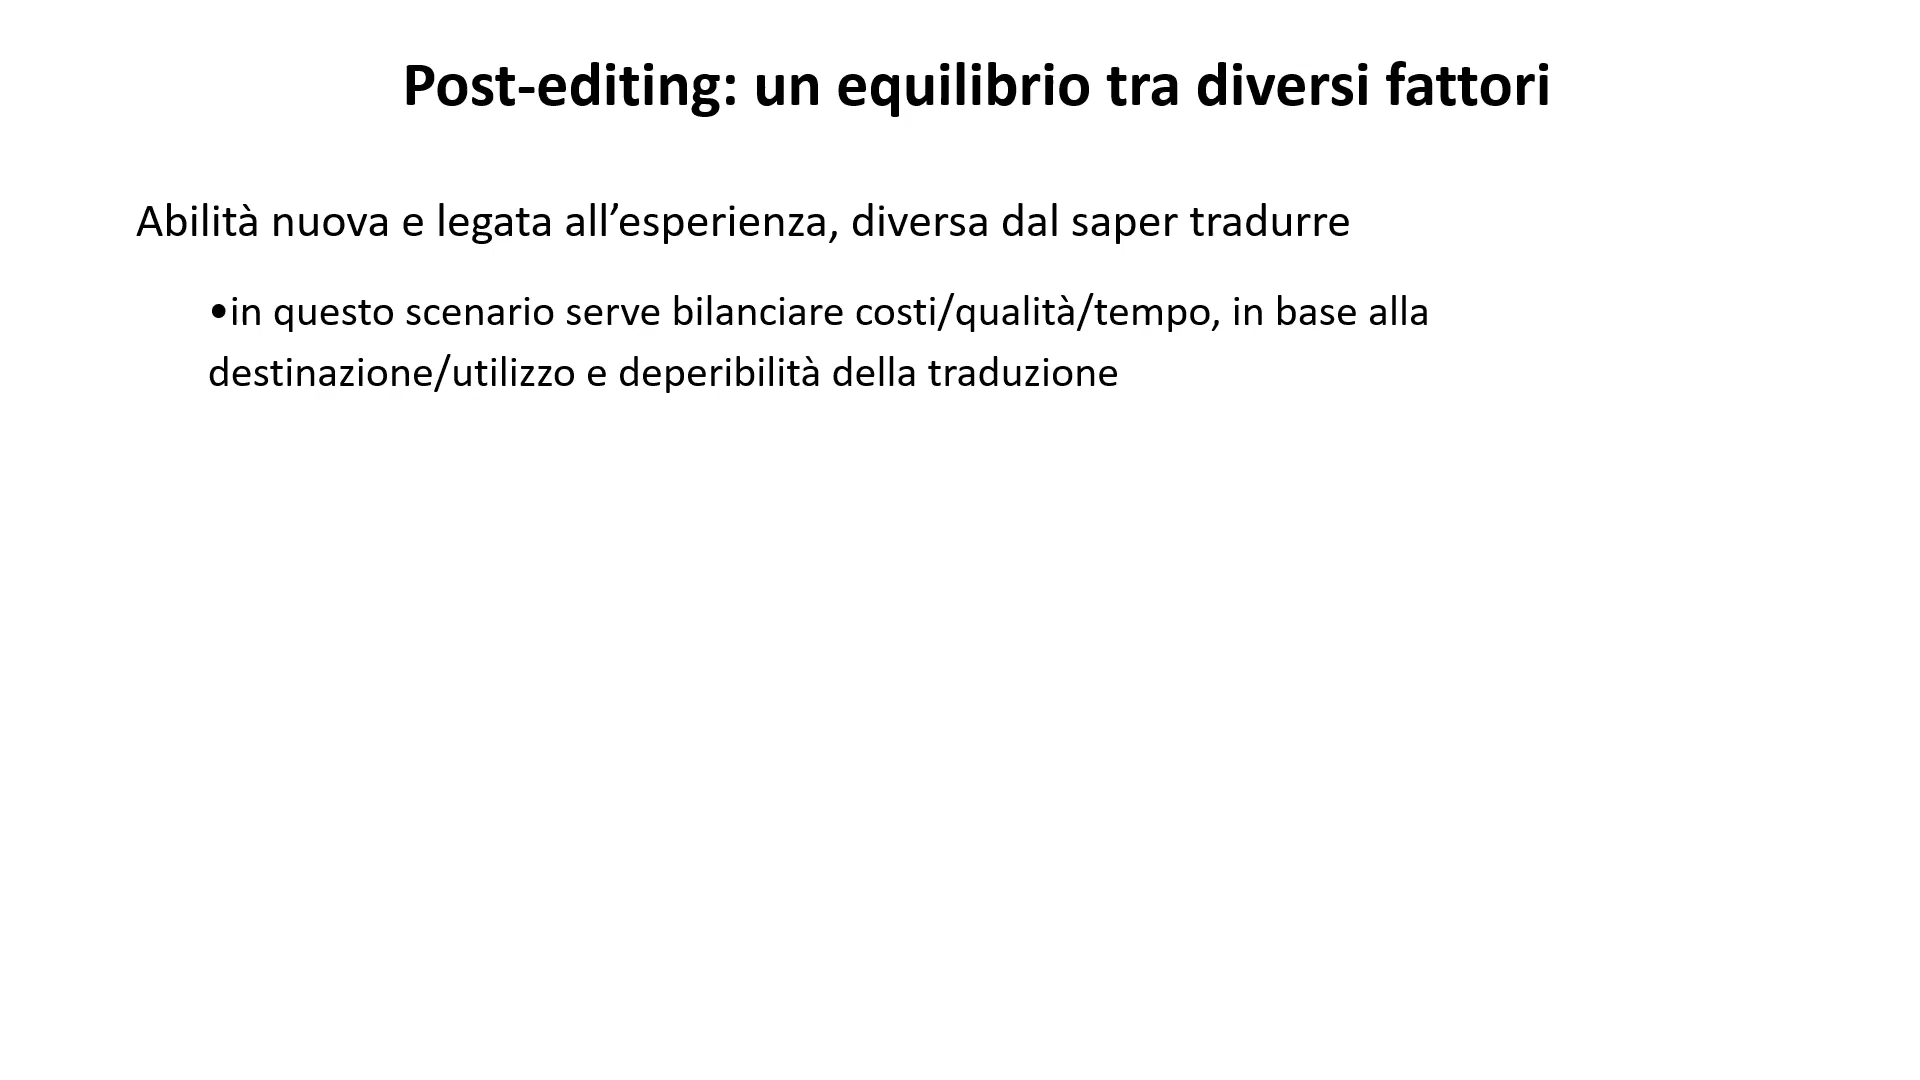 Post-editing: un equilibrio tra diversi fattori
Abilità nuova e legata all’esperienza, diversa dal saper tradurre
•in questo scenario serve bilanciare costi/qualità/tempo, in base alla
destinazione/utilizzo e deperibilità della traduzione